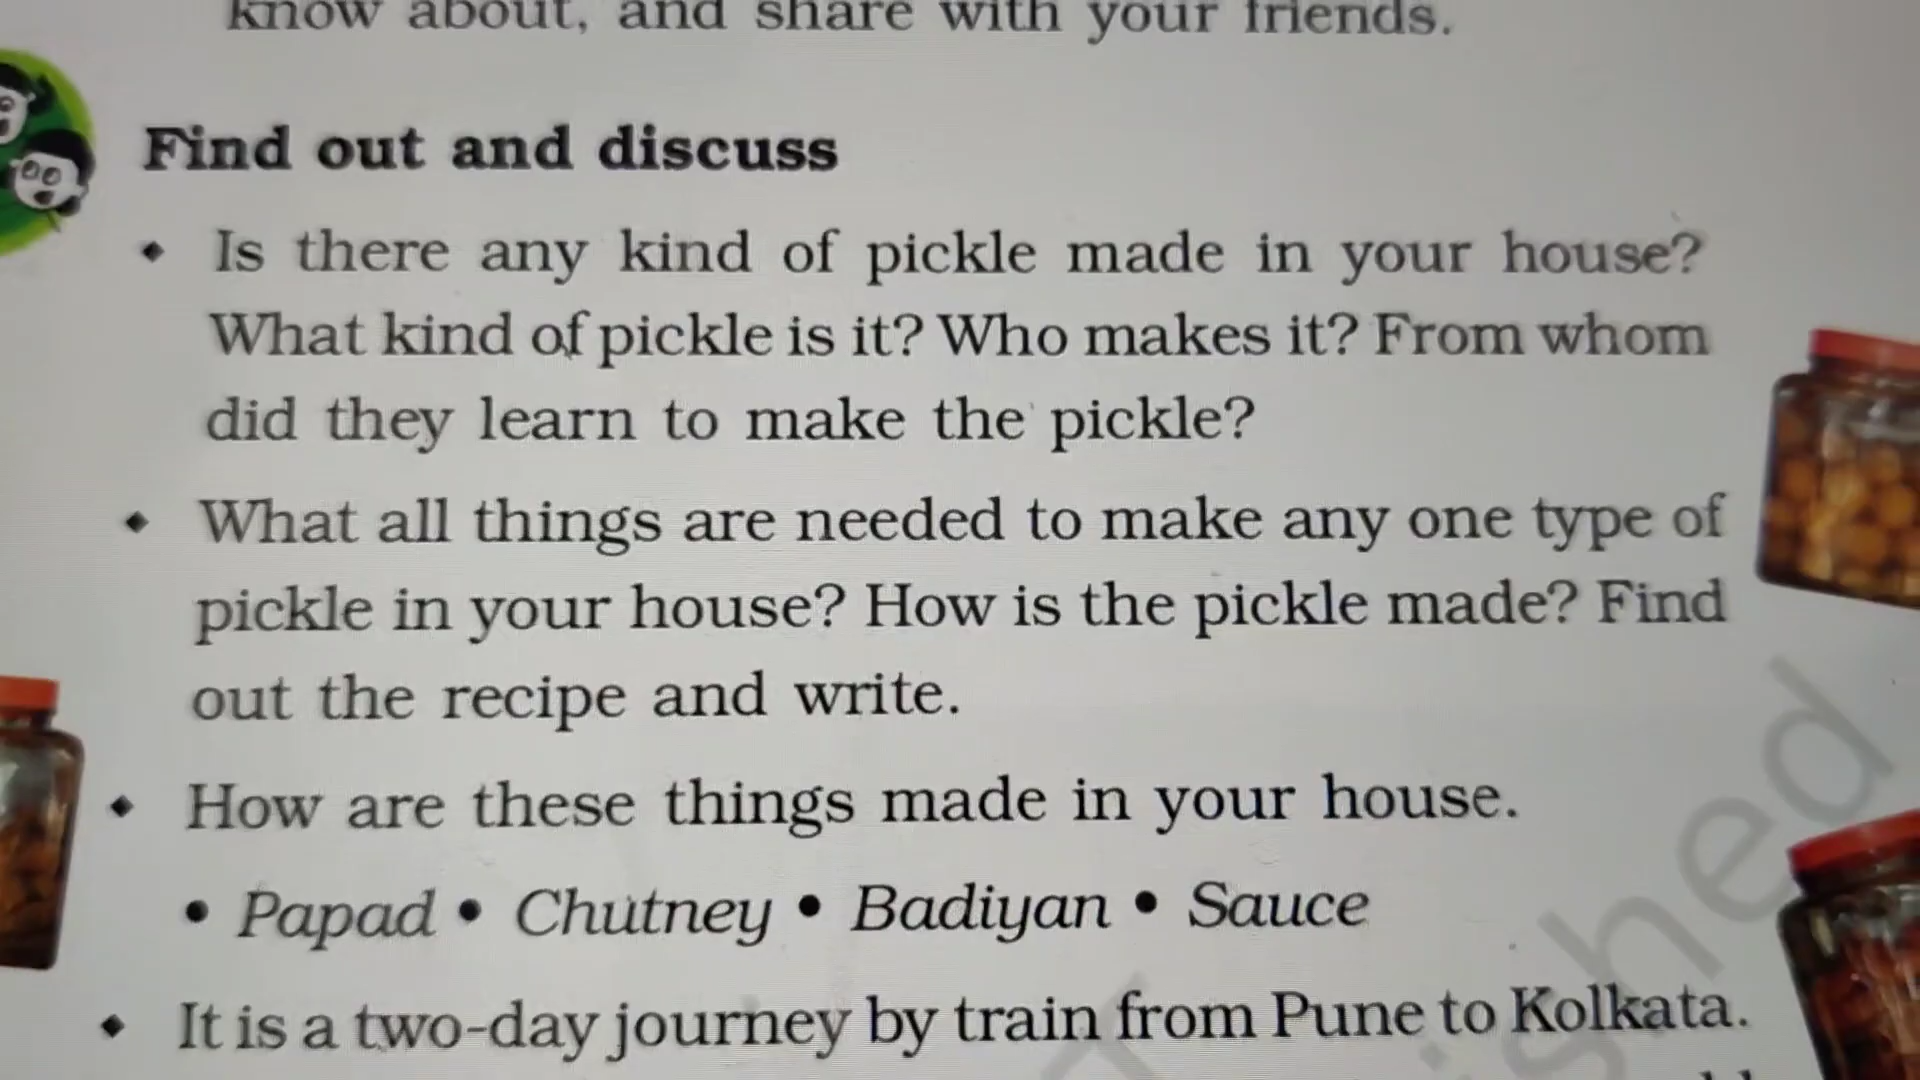 know about, and share with your friends.
Find out and discuss
◆ Is there any kind of pickle made in your house?
What kind of pickle is it? Who makes it? From whom
did they learn to make the pickle?
◆ What all things are needed to make any one type of
pickle in your house? How is the pickle made? Find
out the recipe and write.
◆ How are these things made in your house.
• Papad • Chutney • Badiyan • Sauce
◆ It is a two-day journey by train from Pune to Kolkata.